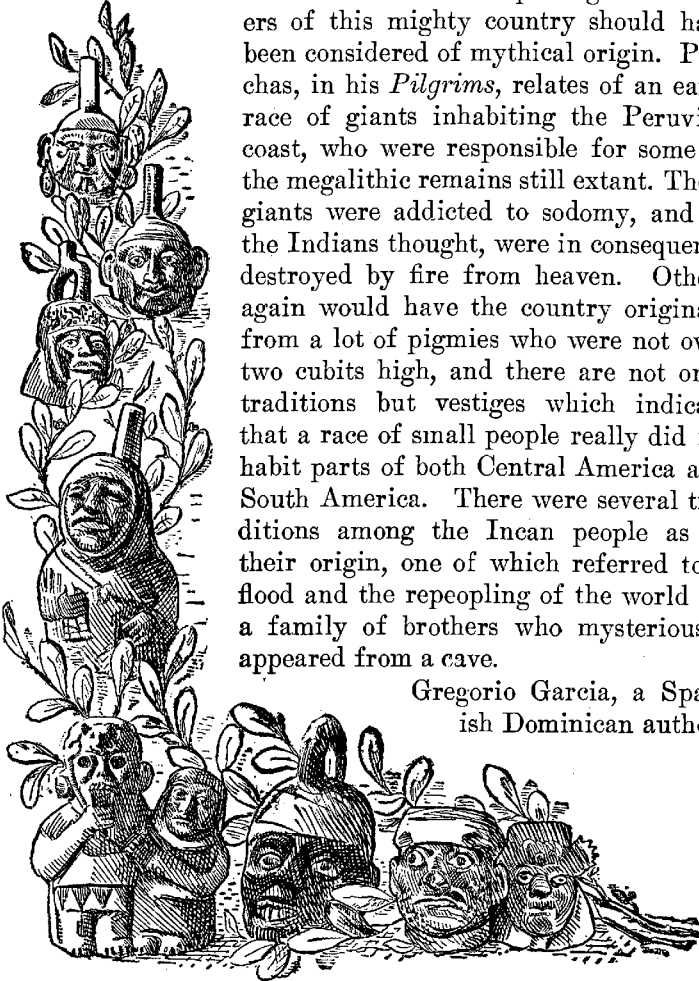 ers of this mighty country should ha
been considered of mythical origin. P
chas, in his Pilgrims, relates of an ear
race of giants inhabiting the Peruvi
coast, who were responsible for some
the megalithic remains still extant. The
giants were addicted to sodomy, and
the Indians thought, were in consequen
destroyed by fire from heaven. Othe
again would have the country origina
from a lot of pigmies who were not ov
two cubits high, and there are not on
traditions but vestiges which indica
that a race of small people really did i
habit parts of both Central America a
South America. There were several tr
ditions among the Incan people as
their origin, one of which referred to
flood and the repeopling of the world
a family of brothers who mysterious
appeared from a cave.
Gregorio Garcia, a Spa
ish Dominican autho